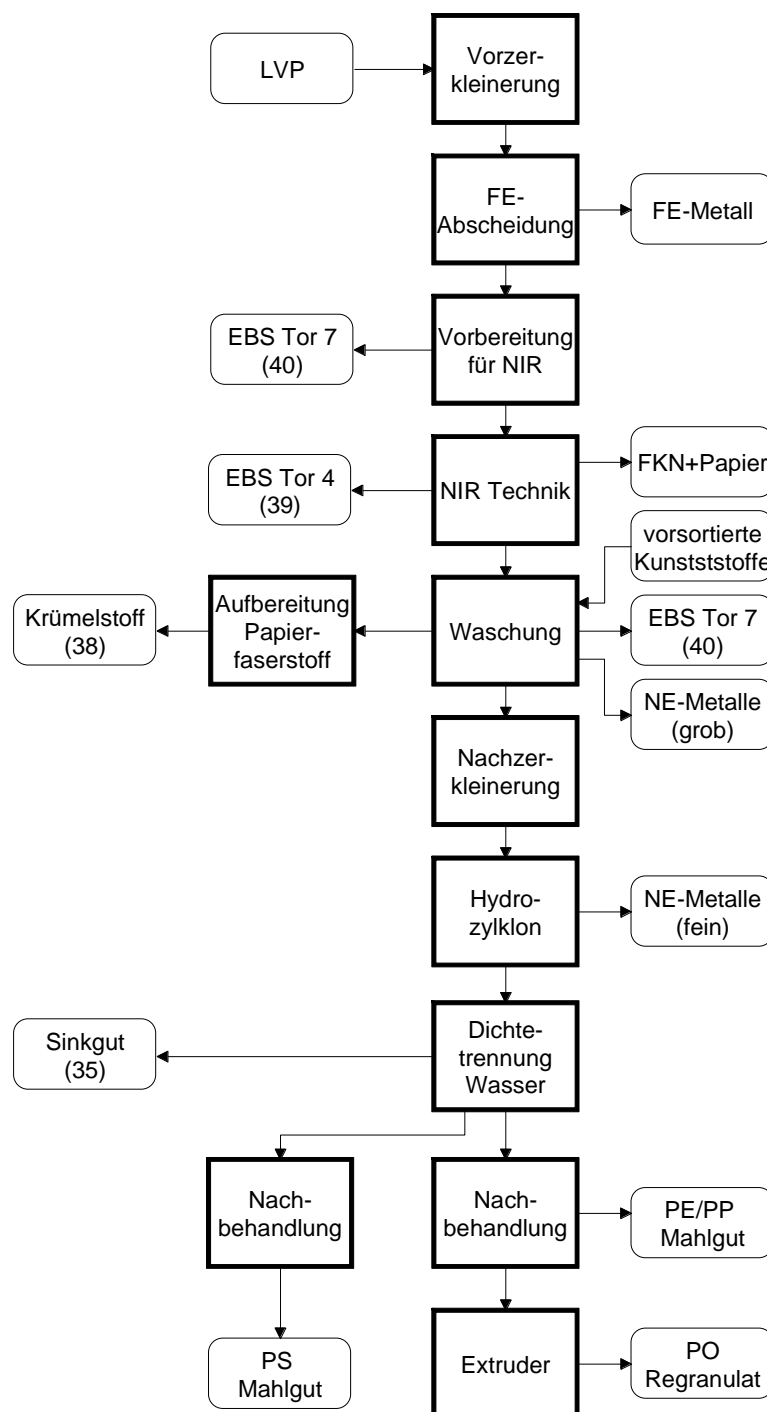 LVP
Vorzer-
kleinerung
FE-
Abscheidung
FE-Metall
EBS Tor 7
(40)
Vorbereitung
für NIR
EBS Tor 4
(39)
NIR Technik
FKN+Papier
vorsortierte
Kunstststoffe
Krümelstoff
(38)
Aufbereitung
Papier-
faserstoff
Waschung
EBS Tor 7
(40)
NE-Metalle
(grob)
Nachzer-
kleinerung
Hydro-
zylklon
NE-Metalle
(fein)
Sinkgut
(35)
Dichte-
trennung
Wasser
Nach-
behandlung
Nach-
behandlung
PE/PP
Mahlgut
PS
Mahlgut
Extruder
PO
Regranulat